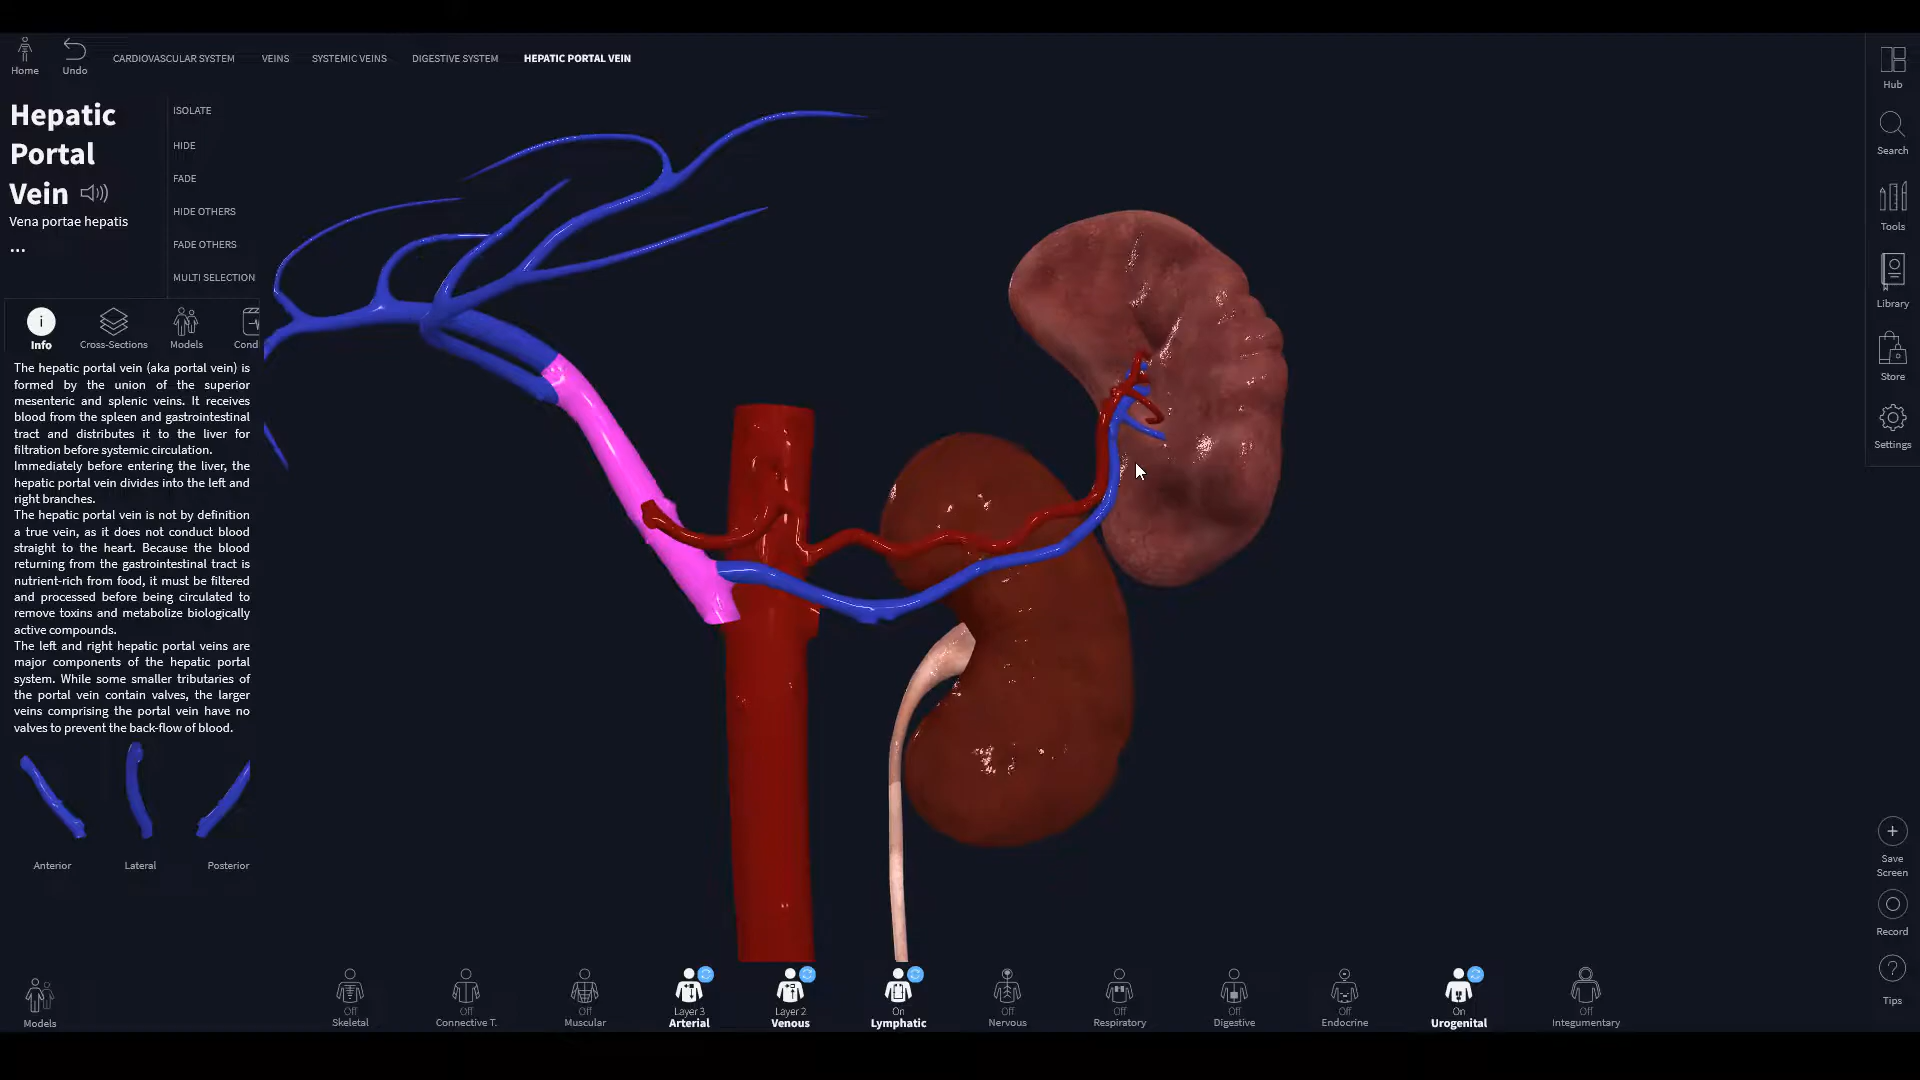 Home
Undo
CARDIOVASCULAR SYSTEM
VEINS
SYSTEMIC VEINS
DIGESTIVE SYSTEM
HEPATIC PORTAL VEIN
Hepatic
Portal
Vein
Vena portae hepatis
...
ISOLATE
HIDE
FADE
HIDE OTHERS
FADE OTHERS
MULTI SELECTION
i
Info
Cross-Sections
Models
Cond
The hepatic portal vein (aka portal vein) is
formed by the union of the superior
mesenteric and splenic veins. It receives
blood from the spleen and gastrointestinal
tract and distributes it to the liver for
filtration before systemic circulation.
Immediately before entering the liver, the
hepatic portal vein divides into the left and
right branches.
The hepatic portal vein is not by definition
a true vein, as it does not conduct blood
straight to the heart. Because the blood
returning from the gastrointestinal tract is
nutrient-rich from food, it must be filtered
and processed before being circulated to
remove toxins and metabolize biologically
active compounds.
The left and right hepatic portal veins are
major components of the hepatic portal
system. While some smaller tributaries of
the portal vein contain valves, the larger
veins comprising the portal vein have no
valves to prevent the back-flow of blood.
Anterior
Lateral
Posterior
Hub
Search
Tools
Library
Store
Settings
Save
Screen
Record
?
Tips
Models
Off
Skeletal
Off
Connective T.
Off
Muscular
Layer 3
Arterial
Layer 2
Venous
On
Lymphatic
Off
Nervous
Off
Respiratory
Off
Digestive
Off
Endocrine
On
Urogenital
Off
Integumentary